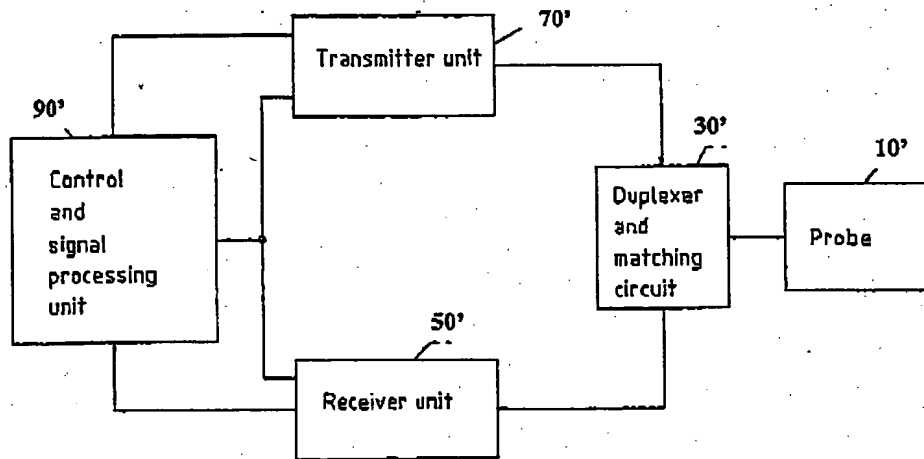 70'
Transmitter unit
90'
Control
and
signal
processing
unit
30'
Duplexer
and
matching
circuit
10'
Probe
50'
Receiver unit